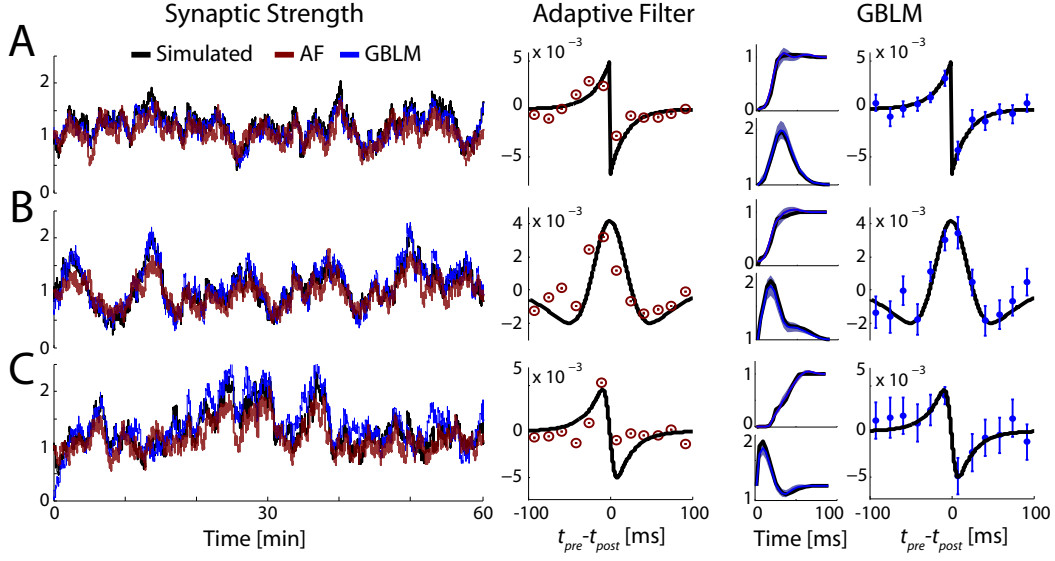 Synaptic Strength Adaptive Filter GBLM
A
Simulated AF GBLM
2
1
0
x 10⁻³
5
0
−5
1
0
2
1
x 10⁻³
5
0
−5
B
2
1
0
x 10⁻³
4
2
0
−2
1
0
2
1
x 10⁻³
4
2
0
−2
C
2
1
0
x 10⁻³
5
0
−5
1
0
2
1
x 10⁻³
5
0
−5
0 30 60
-100 0 100
0 100
-100 0 100
Time [min] t_pre-t_post [ms] Time [ms] t_pre-t_post [ms]